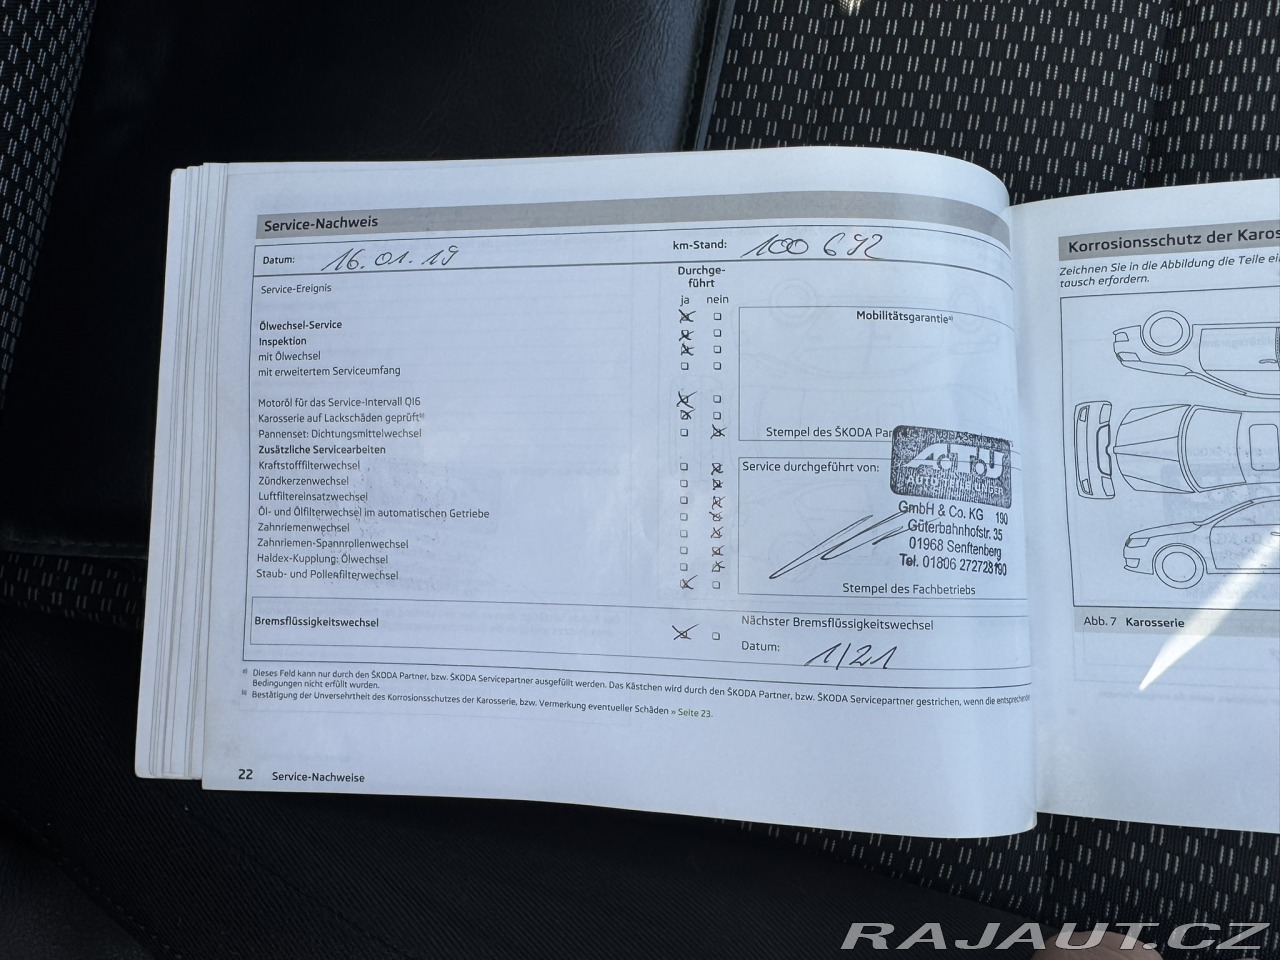 Service-Nachweis
Datum: 16.01.19
km-Stand: 100 692
Service-Ereignis
Durchge-
führt
ja nein
Ölwechsel-Service
Inspektion
mit Ölwechsel
mit erweitertem Serviceumfang
Motoröl für das Service-Intervall QI6
Karosserie auf Lackschäden geprüft b)
Pannenset: Dichtungsmittelwechsel
Zusätzliche Servicearbeiten
Kraftstofffilterwechsel
Zündkerzenwechsel
Luftfiltereinsatzwechsel
Öl- und Ölfilterwechsel im automatischen Getriebe
Zahnriemenwechsel
Zahnriemen-Spannrollenwechsel
Haldex-Kupplung: Ölwechsel
Staub- und Pollenfilterwechsel
Mobilitätsgarantie a)
Stempel des ŠKODA Par
Service durchgeführt von:
ATU
AUTO-TEILE UNGER
GmbH & Co. KG 190
Güterbahnhofstr. 35
01968 Senftenberg
Tel. 01806 272728190
Stempel des Fachbetriebs
Bremsflüssigkeitswechsel
Nächster Bremsflüssigkeitswechsel
Datum: 1/21
a) Dieses Feld kann nur durch den ŠKODA Partner, bzw. ŠKODA Servicepartner ausgefüllt werden. Das Kästchen wird durch den ŠKODA Partner, bzw. ŠKODA Servicepartner gestrichen, wenn die entsprechende
Bedingungen nicht erfüllt wurden.
b) Bestätigung der Unversehrtheit des Korrosionsschutzes der Karosserie, bzw. Vermerkung eventueller Schäden » Seite 23.
22 Service-Nachweise
Korrosionsschutz der Karos
Zeichnen Sie in die Abbildung die Teile ei
tausch erfordern.
Abb. 7 Karosserie
RAJAUT.CZ